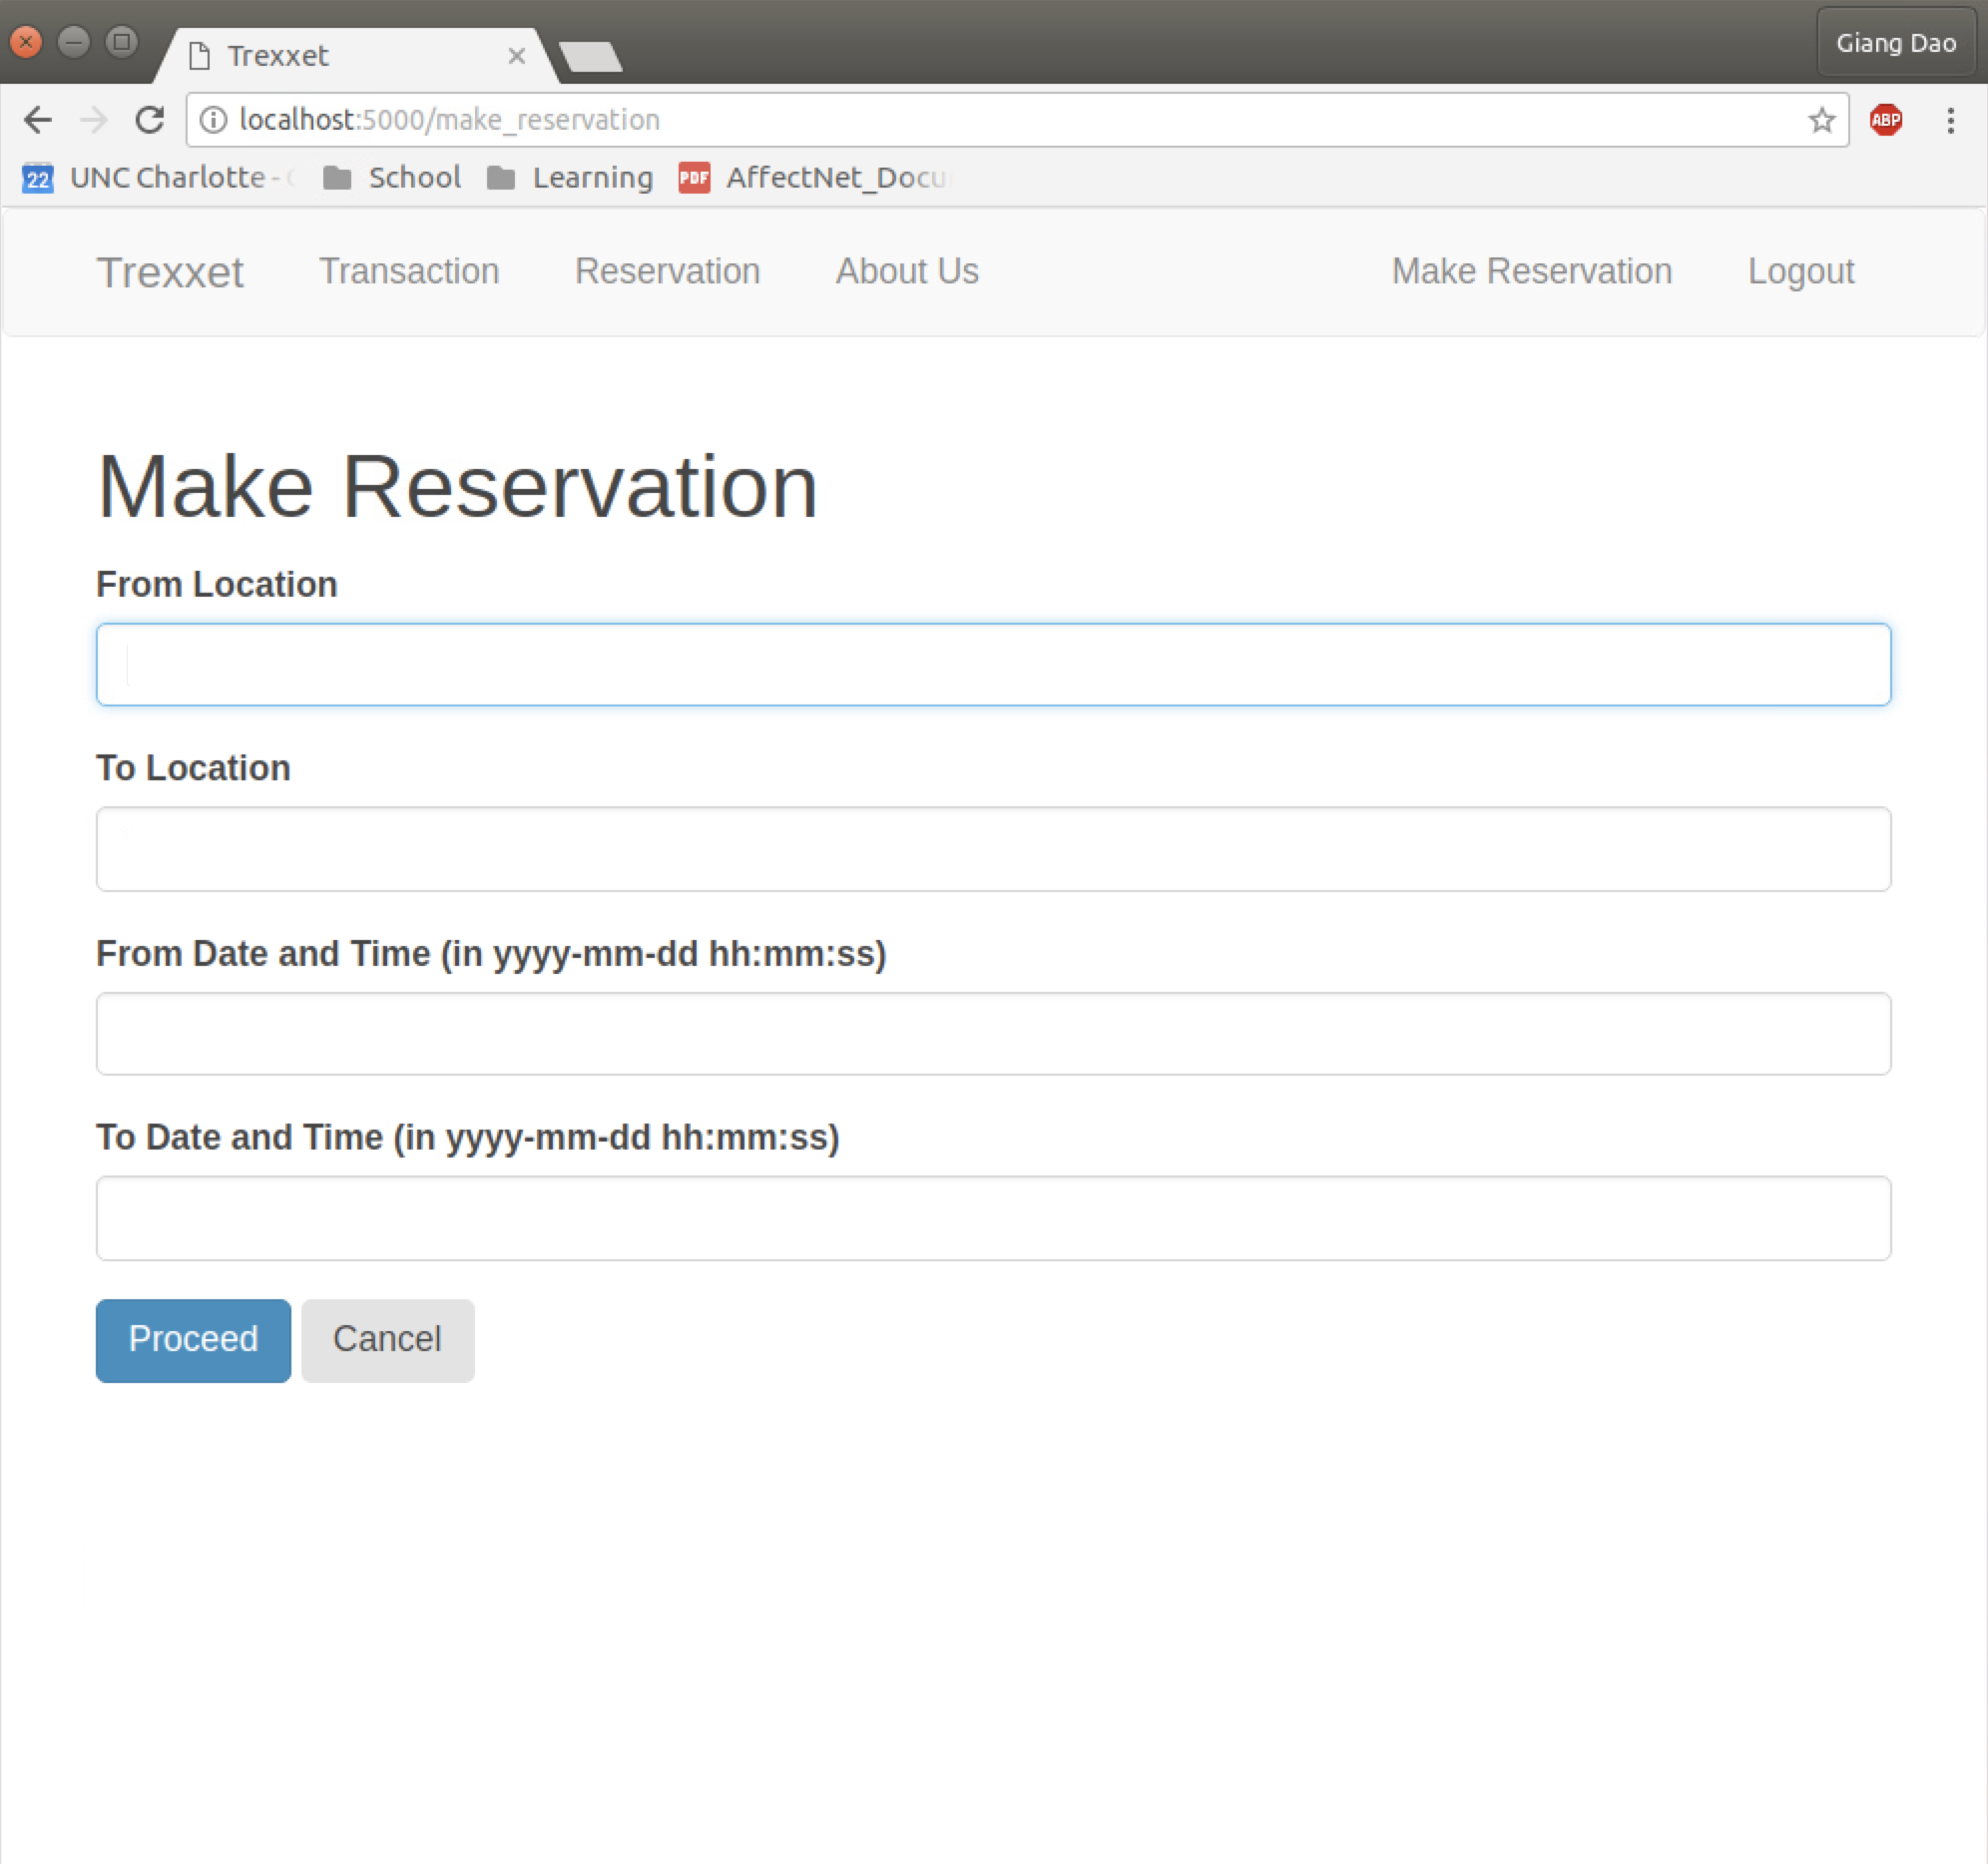 Trexxet
Giang Dao
localhost:5000/make_reservation
ABP
22 UNC Charlotte - School Learning PDF AffectNet_Docu
Trexxet Transaction Reservation About Us Make Reservation Logout
Make Reservation
From Location
To Location
From Date and Time (in yyyy-mm-dd hh:mm:ss)
To Date and Time (in yyyy-mm-dd hh:mm:ss)
Proceed Cancel